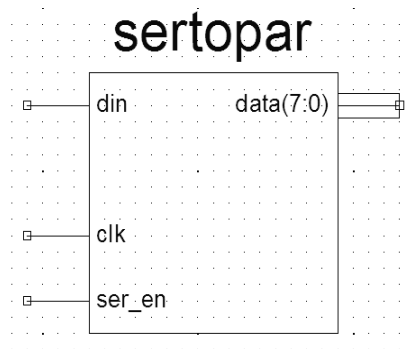 sertopar
din data(7:0)
clk
ser_en